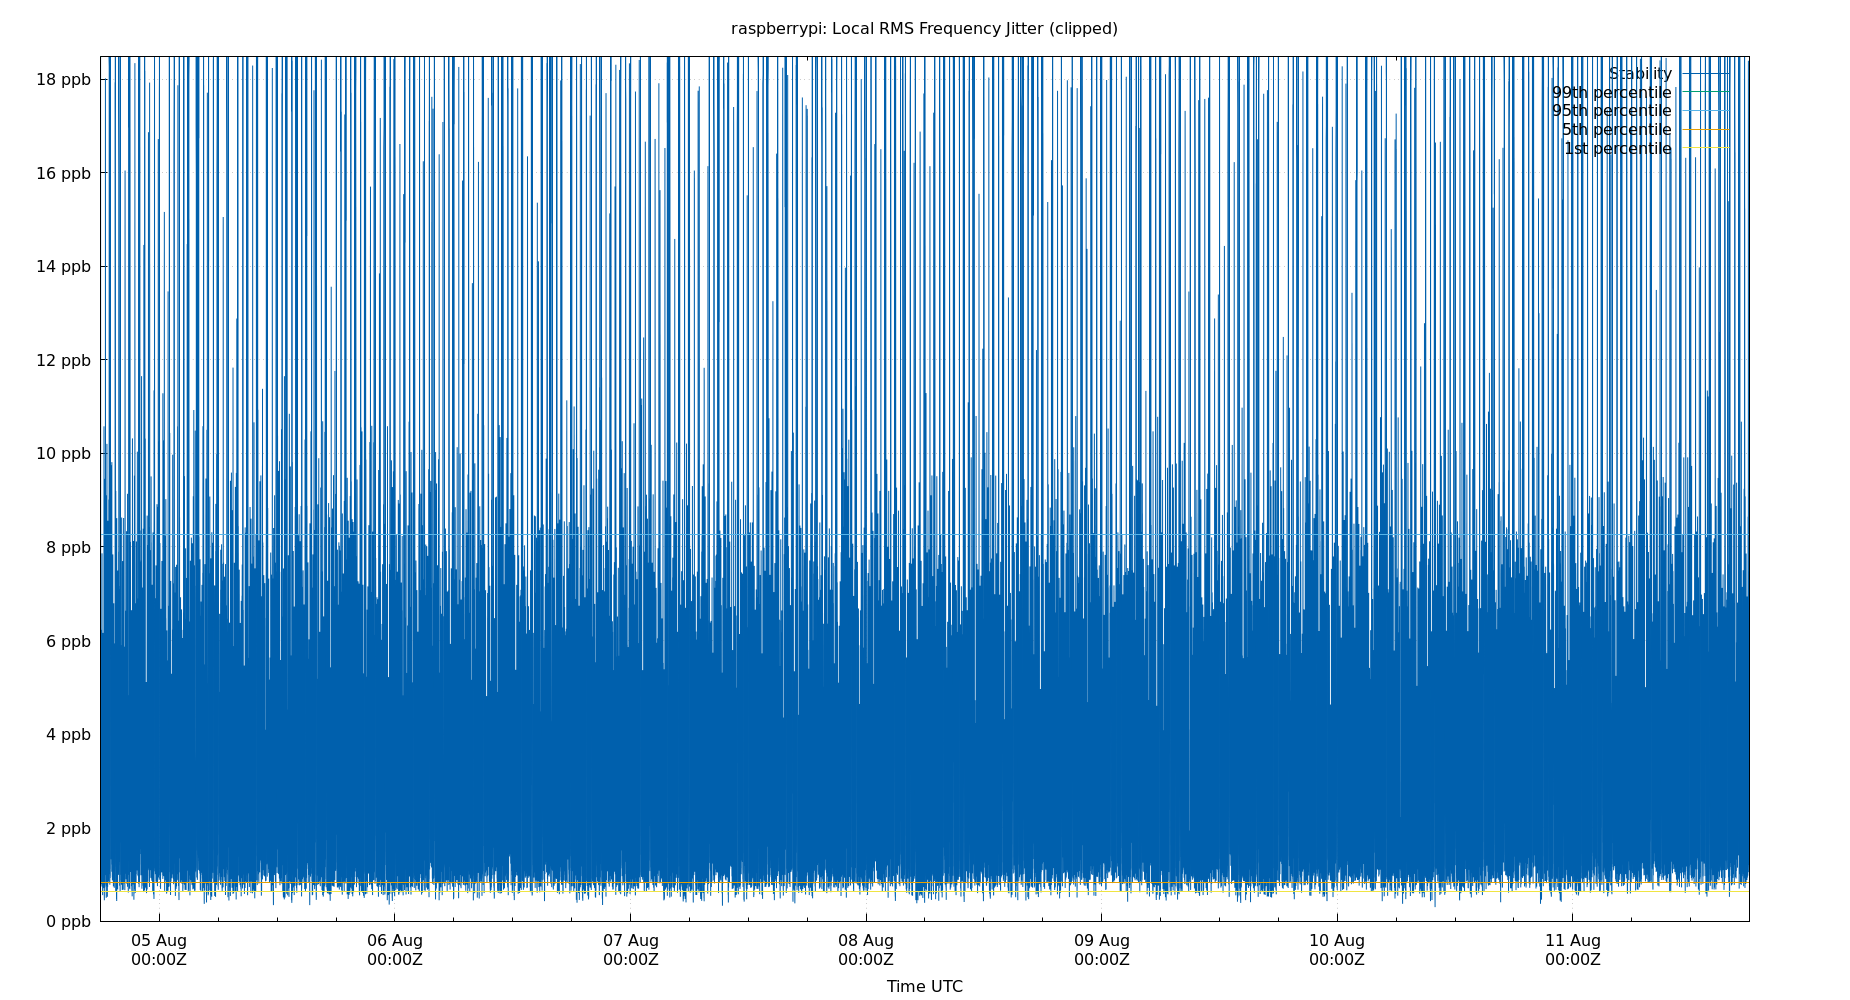 raspberrypi: Local RMS Frequency Jitter (clipped)
18 ppb
16 ppb
14 ppb
12 ppb
10 ppb
8 ppb
6 ppb
4 ppb
2 ppb
0 ppb
Stability
99th percentile
95th percentile
5th percentile
1st percentile
05 Aug
00:00Z
06 Aug
00:00Z
07 Aug
00:00Z
08 Aug
00:00Z
09 Aug
00:00Z
10 Aug
00:00Z
11 Aug
00:00Z
Time UTC